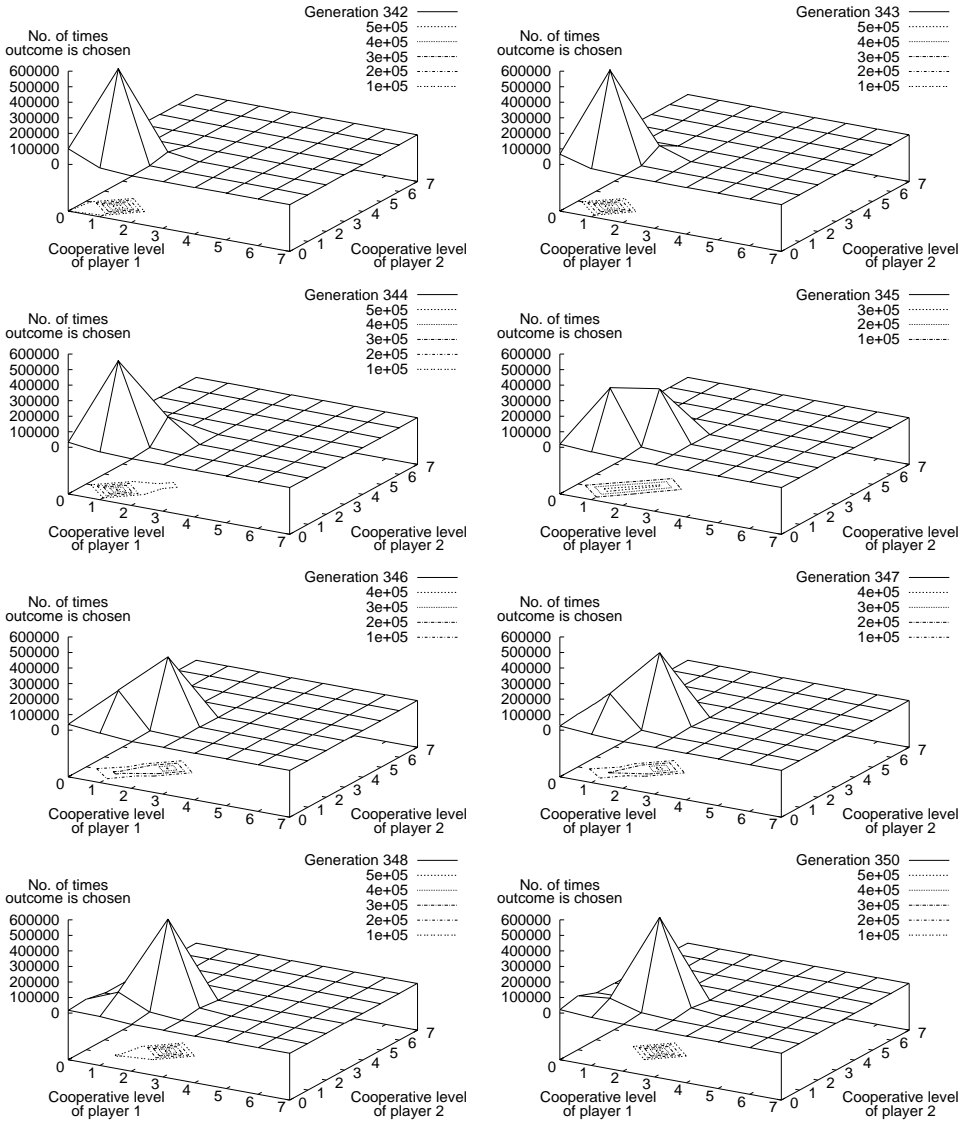 Generation 342
5e+05
4e+05
3e+05
2e+05
1e+05
No. of times
outcome is chosen
600000
500000
400000
300000
200000
100000
0
0
1
2
3
4
5
6
7
0
1
2
3
4
5
6
7
Cooperative level
of player 1
Cooperative level
of player 2
Generation 343
5e+05
4e+05
3e+05
2e+05
1e+05
No. of times
outcome is chosen
600000
500000
400000
300000
200000
100000
0
0
1
2
3
4
5
6
7
0
1
2
3
4
5
6
7
Cooperative level
of player 1
Cooperative level
of player 2
Generation 344
5e+05
4e+05
3e+05
2e+05
1e+05
No. of times
outcome is chosen
600000
500000
400000
300000
200000
100000
0
0
1
2
3
4
5
6
7
0
1
2
3
4
5
6
7
Cooperative level
of player 1
Cooperative level
of player 2
Generation 345
3e+05
2e+05
1e+05
No. of times
outcome is chosen
600000
500000
400000
300000
200000
100000
0
0
1
2
3
4
5
6
7
0
1
2
3
4
5
6
7
Cooperative level
of player 1
Cooperative level
of player 2
Generation 346
4e+05
3e+05
2e+05
1e+05
No. of times
outcome is chosen
600000
500000
400000
300000
200000
100000
0
0
1
2
3
4
5
6
7
0
1
2
3
4
5
6
7
Cooperative level
of player 1
Cooperative level
of player 2
Generation 347
4e+05
3e+05
2e+05
1e+05
No. of times
outcome is chosen
600000
500000
400000
300000
200000
100000
0
0
1
2
3
4
5
6
7
0
1
2
3
4
5
6
7
Cooperative level
of player 1
Cooperative level
of player 2
Generation 348
5e+05
4e+05
3e+05
2e+05
1e+05
No. of times
outcome is chosen
600000
500000
400000
300000
200000
100000
0
0
1
2
3
4
5
6
7
0
1
2
3
4
5
6
7
Cooperative level
of player 1
Cooperative level
of player 2
Generation 350
5e+05
4e+05
3e+05
2e+05
1e+05
No. of times
outcome is chosen
600000
500000
400000
300000
200000
100000
0
0
1
2
3
4
5
6
7
0
1
2
3
4
5
6
7
Cooperative level
of player 1
Cooperative level
of player 2